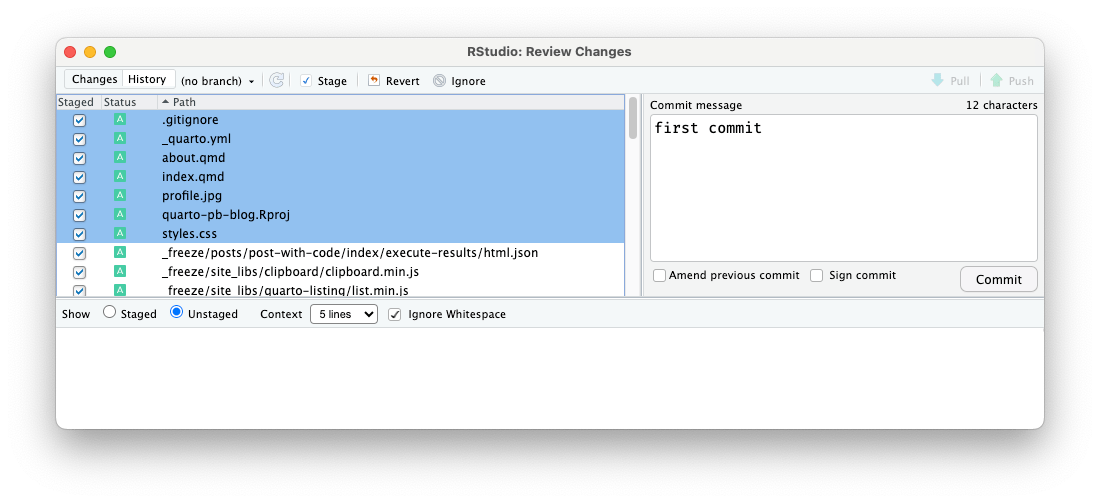 RStudio: Review Changes
Changes History (no branch) Stage Revert Ignore Pull Push
Staged Status Path
A .gitignore
A _quarto.yml
A about.qmd
A index.qmd
A profile.jpg
A quarto-pb-blog.Rproj
A styles.css
A _freeze/posts/post-with-code/index/execute-results/html.json
A _freeze/site_libs/clipboard/clipboard.min.js
A _freeze/site_libs/quarto-listing/list.min.js
Commit message 12 characters
first commit
Amend previous commit Sign commit Commit
Show Staged Unstaged Context 5 lines Ignore Whitespace